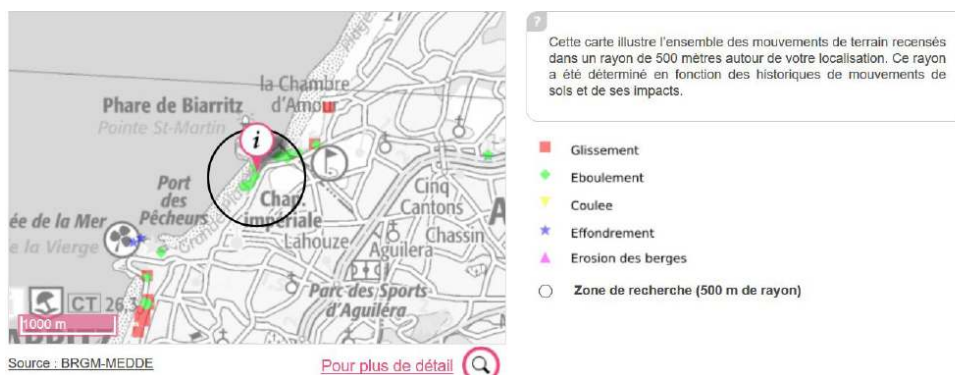 21
la Chambre
d'Amour
Phare de Biarritz
Pointe St-Martin
i
Port
des
Pêcheurs
ée de la Mer
e la Vierge
Grande Pla
Chap.
impériale
Lahouze
Cinq
Cantons
Aguilera
Chassin
A
Parc des Sports
d'Aguiléra
CT
26,3
1000 m
Source : BRGM-MEDDE
Pour plus de détail
?
Cette carte illustre l'ensemble des mouvements de terrain recensés
dans un rayon de 500 mètres autour de votre localisation. Ce rayon
a été déterminé en fonction des historiques de mouvements de
sols et de ses impacts.
Glissement
Eboulement
Coulee
Effondrement
Erosion des berges
Zone de recherche (500 m de rayon)